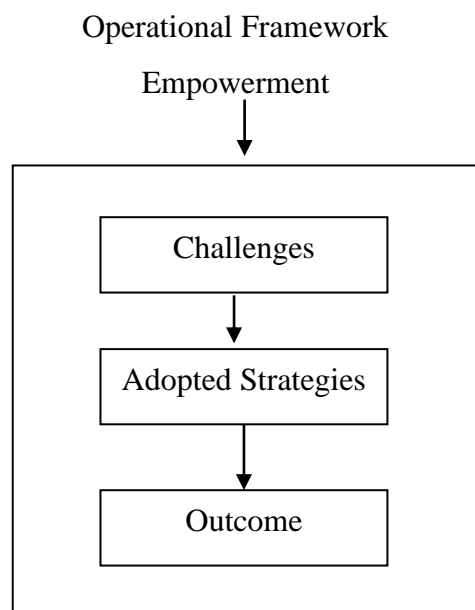 Operational Framework
Empowerment
Challenges
Adopted Strategies
Outcome